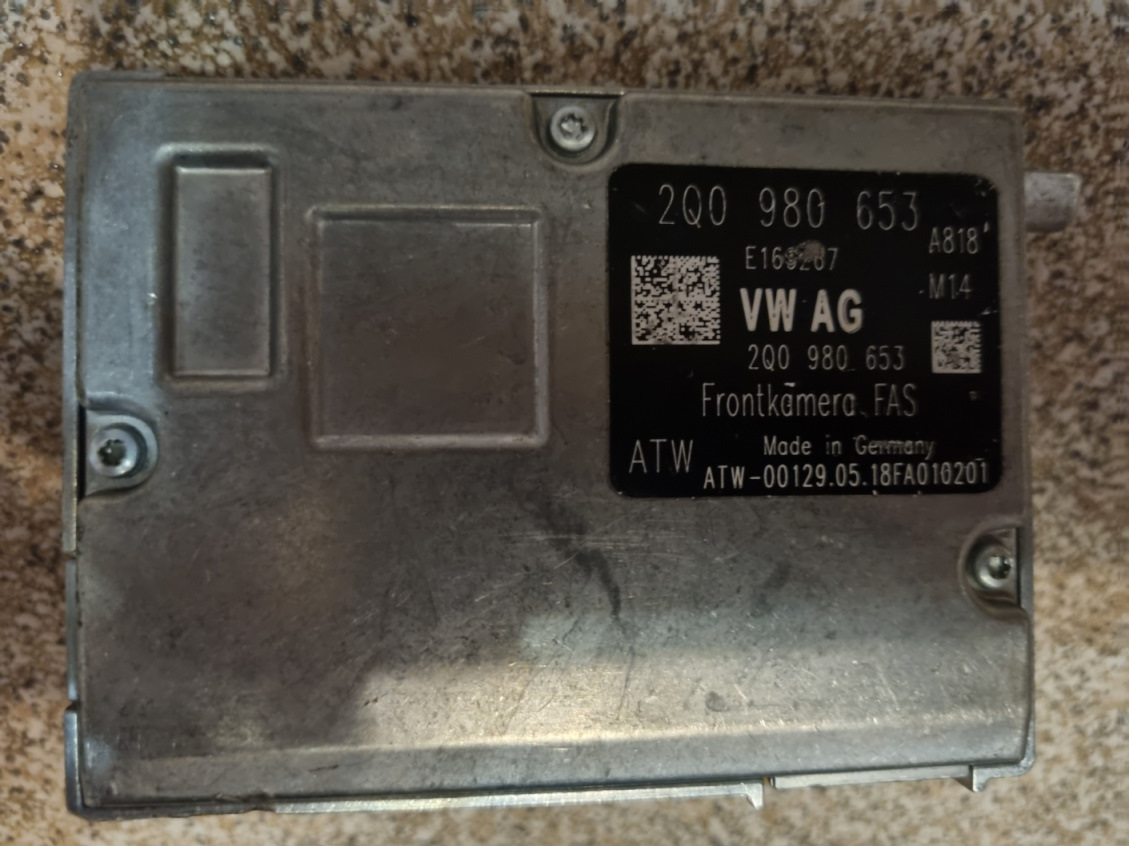 2Q0 980 653
A818
M14
VW AG
2Q0 980 653
Frontkamera FAS
ATW
Made in Germany
ATW-00129.05.18FA010201